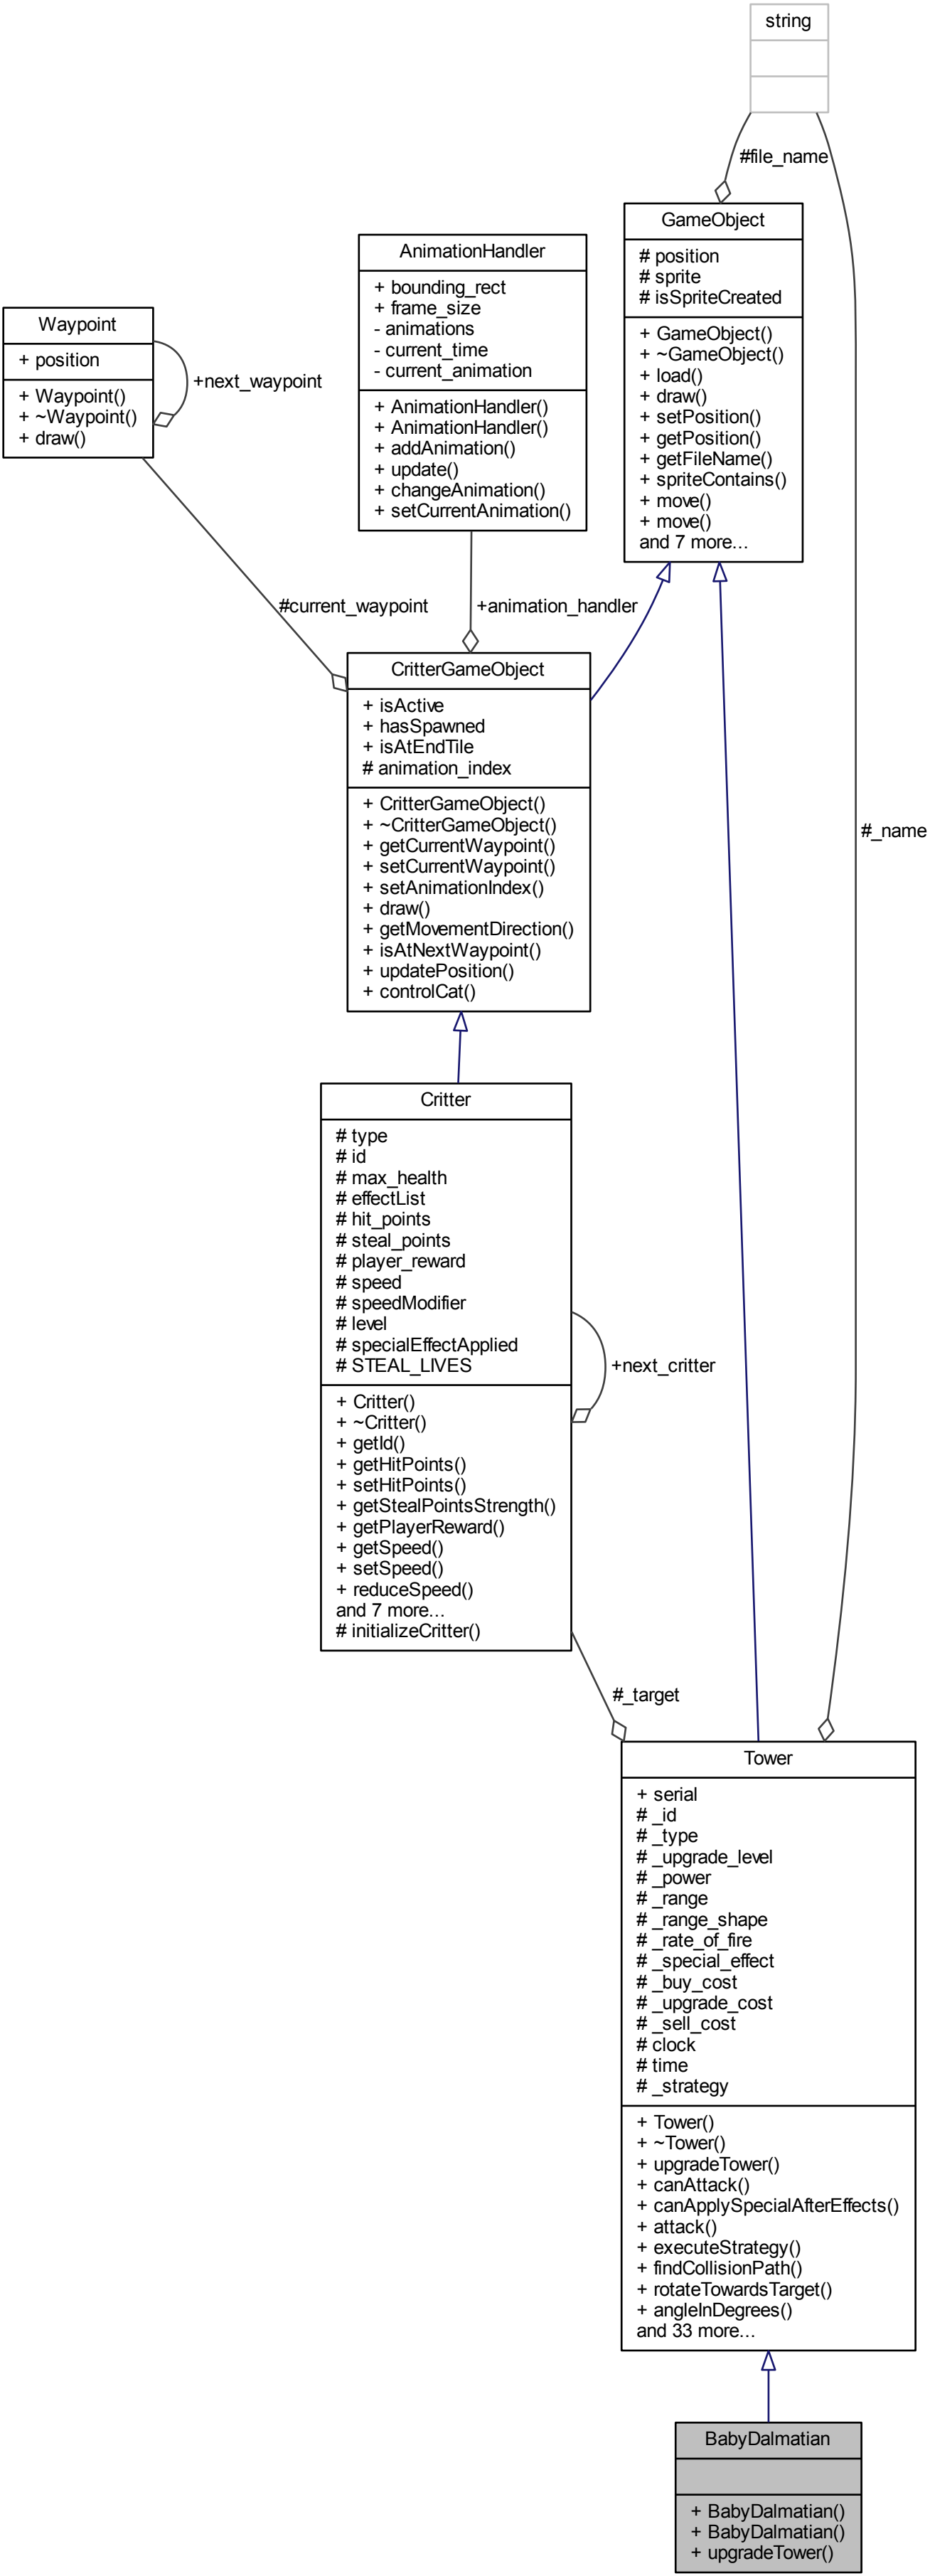 string
#file_name
GameObject
# position
# sprite
# isSpriteCreated
+ GameObject()
+ ~GameObject()
+ load()
+ draw()
+ setPosition()
+ getPosition()
+ getFileName()
+ spriteContains()
+ move()
+ move()
and 7 more...
AnimationHandler
+ bounding_rect
+ frame_size
- animations
- current_time
- current_animation
+ AnimationHandler()
+ AnimationHandler()
+ addAnimation()
+ update()
+ changeAnimation()
+ setCurrentAnimation()
Waypoint
+ position
+ Waypoint()
+ ~Waypoint()
+ draw()
+next_waypoint
#current_waypoint
+animation_handler
CritterGameObject
+ isActive
+ hasSpawned
+ isAtEndTile
# animation_index
+ CritterGameObject()
+ ~CritterGameObject()
+ getCurrentWaypoint()
+ setCurrentWaypoint()
+ setAnimationIndex()
+ draw()
+ getMovementDirection()
+ isAtNextWaypoint()
+ updatePosition()
+ controlCat()
#_name
Critter
# type
# id
# max_health
# effectList
# hit_points
# steal_points
# player_reward
# speed
# speedModifier
# level
# specialEffectApplied
# STEAL_LIVES
+ Critter()
+ ~Critter()
+ getId()
+ getHitPoints()
+ setHitPoints()
+ getStealPointsStrength()
+ getPlayerReward()
+ getSpeed()
+ setSpeed()
+ reduceSpeed()
and 7 more...
# initializeCritter()
+next_critter
#_target
Tower
+ serial
# _id
# _type
# _upgrade_level
# _power
# _range
# _range_shape
# _rate_of_fire
# _special_effect
# _buy_cost
# _upgrade_cost
# _sell_cost
# clock
# time
# _strategy
+ Tower()
+ ~Tower()
+ upgradeTower()
+ canAttack()
+ canApplySpecialAfterEffects()
+ attack()
+ executeStrategy()
+ findCollisionPath()
+ rotateTowardsTarget()
+ angleInDegrees()
and 33 more...
BabyDalmatian
+ BabyDalmatian()
+ BabyDalmatian()
+ upgradeTower()